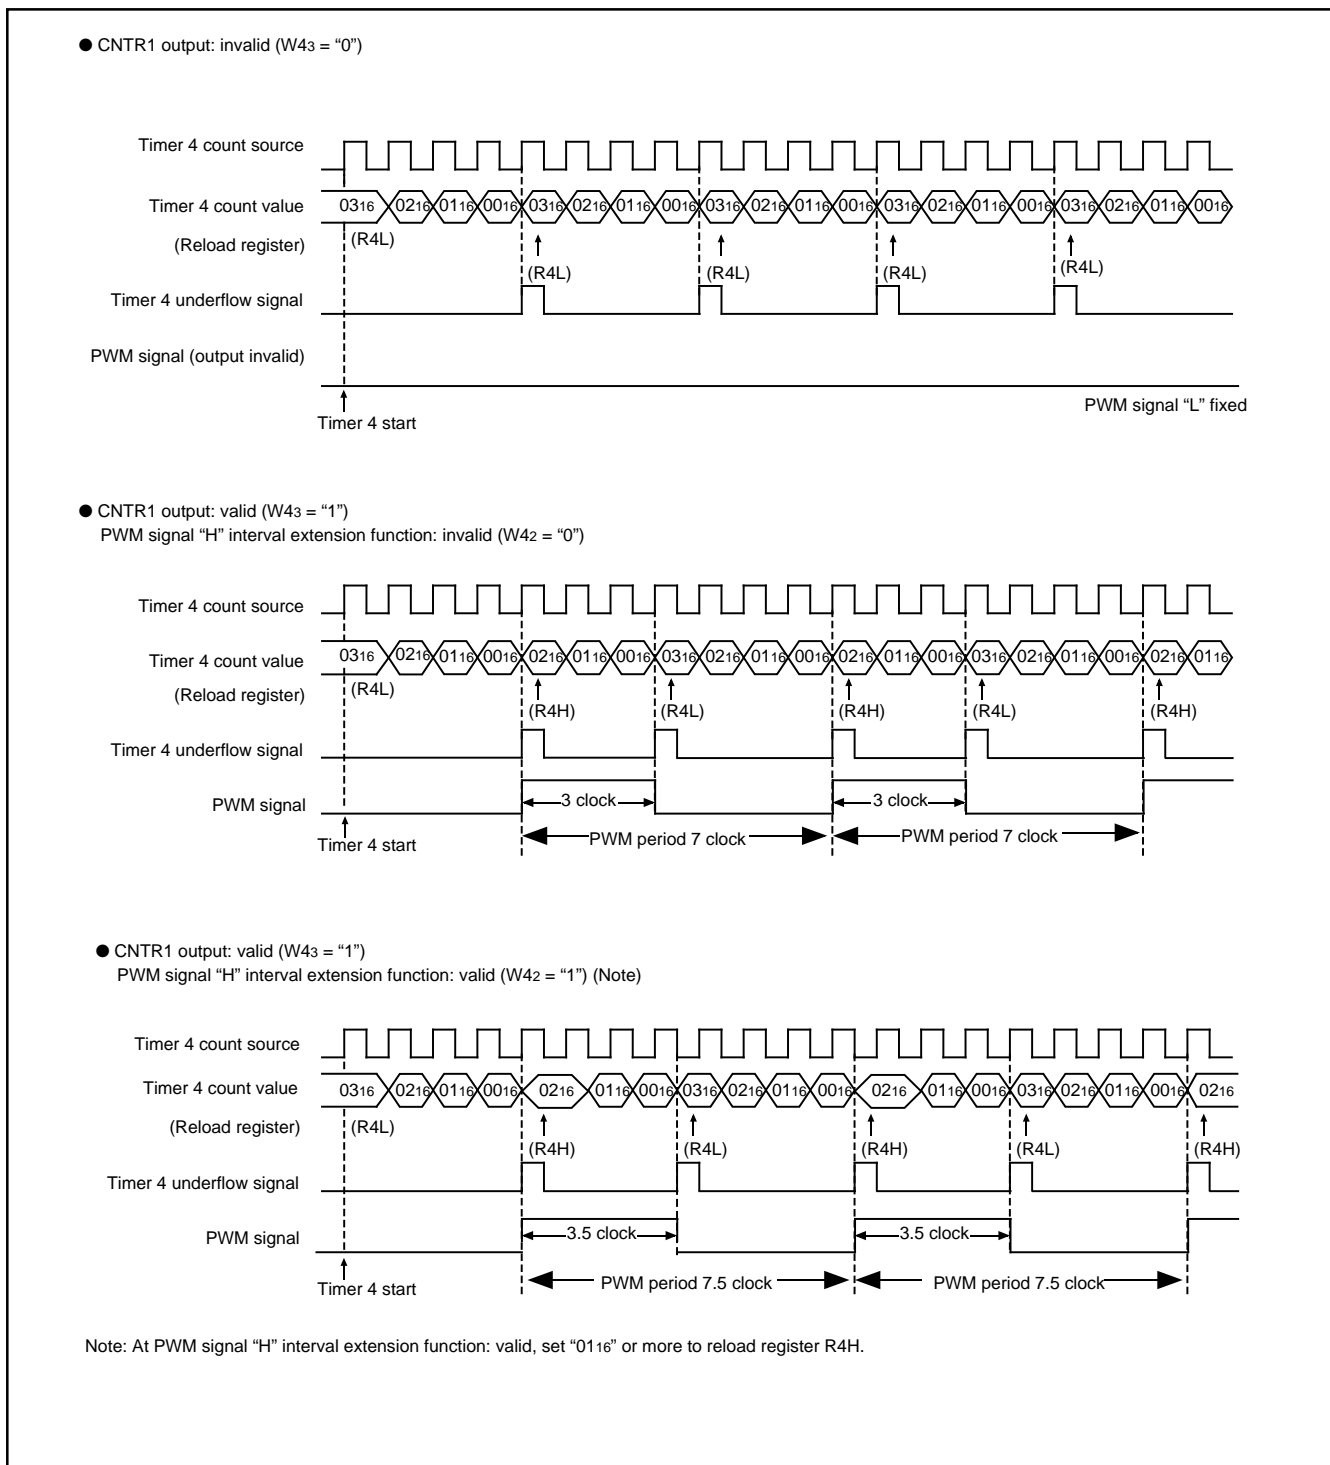 ● CNTR1 output: invalid (W43 = “0”)
Timer 4 count source
Timer 4 count value 0316 0216 0116 0016 0316 0216 0116 0016 0316 0216 0116 0016 0316 0216 0116 0016 0316 0216 0116 0016
(Reload register) (R4L) (R4L) (R4L) (R4L) (R4L)
Timer 4 underflow signal
PWM signal (output invalid)
PWM signal “L” fixed
Timer 4 start
● CNTR1 output: valid (W43 = “1”)
PWM signal “H” interval extension function: invalid (W42 = “0”)
Timer 4 count source
Timer 4 count value 0316 0216 0116 0016 0216 0116 0016 0316 0216 0116 0016 0216 0116 0016 0316 0216 0116 0016 0216 0116
(Reload register) (R4L) (R4H) (R4L) (R4H) (R4L) (R4H)
Timer 4 underflow signal
PWM signal 3 clock 3 clock
PWM period 7 clock PWM period 7 clock
Timer 4 start
● CNTR1 output: valid (W43 = “1”)
PWM signal “H” interval extension function: valid (W42 = “1”) (Note)
Timer 4 count source
Timer 4 count value 0316 0216 0116 0016 0216 0116 0016 0316 0216 0116 0016 0216 0116 0016 0316 0216 0116 0016 0216
(Reload register) (R4L) (R4H) (R4L) (R4H) (R4L) (R4H)
Timer 4 underflow signal
PWM signal 3.5 clock 3.5 clock
Timer 4 start PWM period 7.5 clock PWM period 7.5 clock
Note: At PWM signal “H” interval extension function: valid, set “0116” or more to reload register R4H.